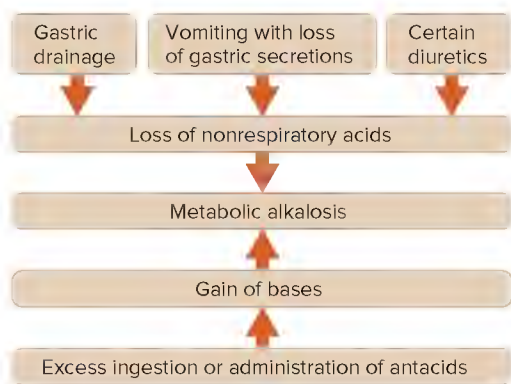 Gastric
drainage
Vomiting with loss
of gastric secretions
Certain
diuretics
Loss of nonrespiratory acids
Metabolic alkalosis
Gain of bases
Excess ingestion or administration of antacids